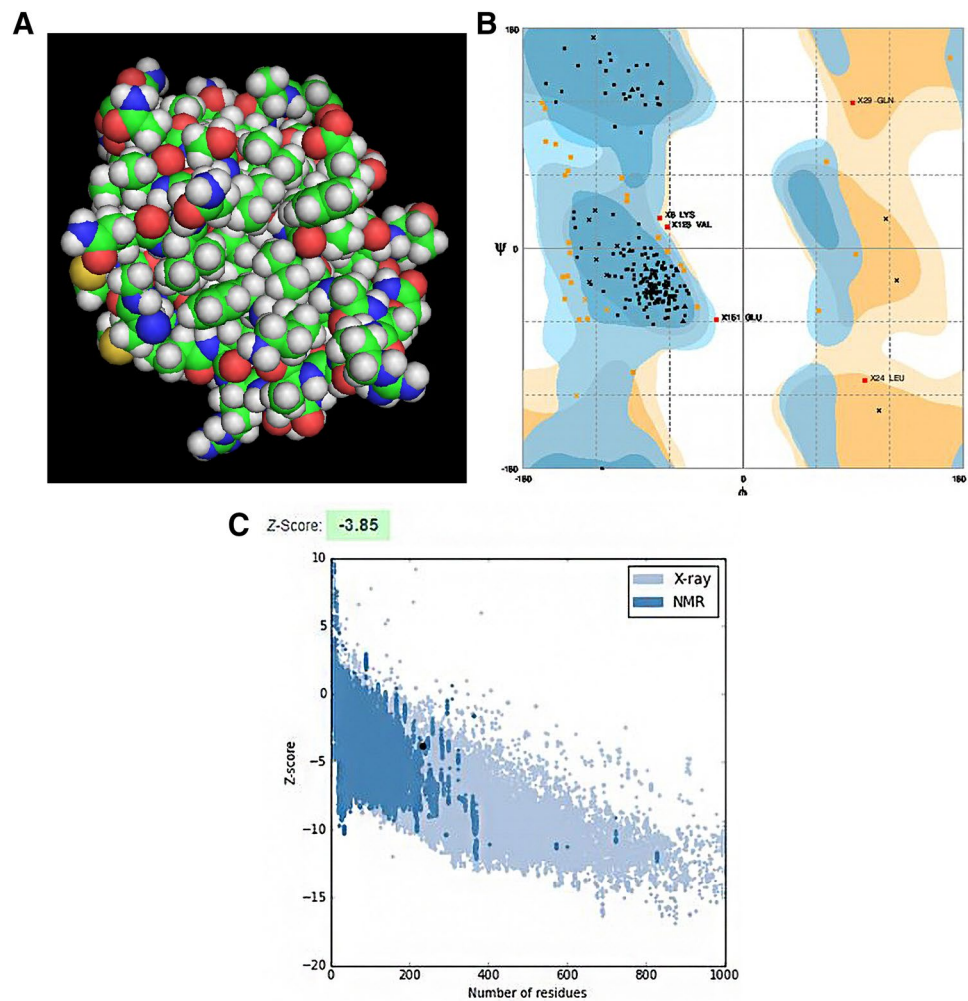 A
B
180
X29 GLN
X6 LYS
X125 VAL
Ψ 0
X151 GLU
X24 LEU
-180
-180 0 180
Φ
C Z-Score: -3.85
10
X-ray
NMR
5
0
Z-score
−5
−10
−15
−20
0 200 400 600 800 1000
Number of residues